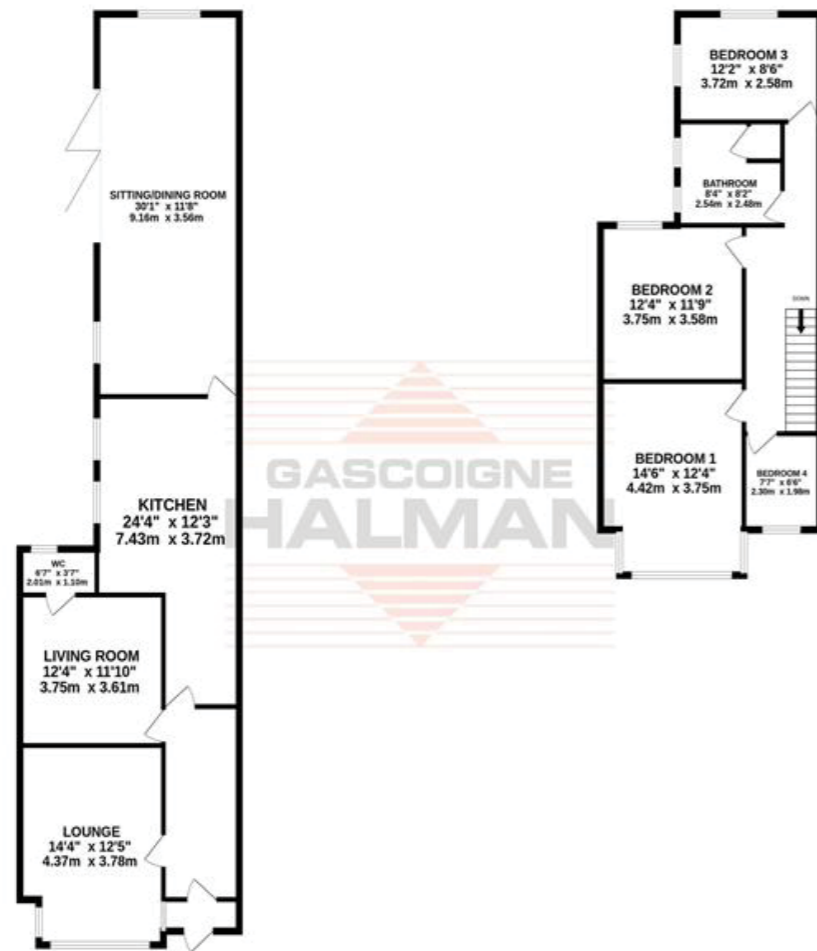 SITTING/DINING ROOM
30'1" x 11'8"
9.16m x 3.56m
KITCHEN
24'4" x 12'3"
7.43m x 3.72m
WC
6'7" x 3'7"
2.01m x 1.10m
LIVING ROOM
12'4" x 11'10"
3.75m x 3.61m
LOUNGE
14'4" x 12'5"
4.37m x 3.78m
GASCOIGNE
HALMAN
BEDROOM 3
12'2" x 8'6"
3.72m x 2.58m
BATHROOM
8'4" x 8'2"
2.54m x 2.48m
BEDROOM 2
12'4" x 11'9"
3.75m x 3.58m
DOWN
BEDROOM 1
14'6" x 12'4"
4.42m x 3.75m
BEDROOM 4
7'7" x 6'6"
2.30m x 1.98m